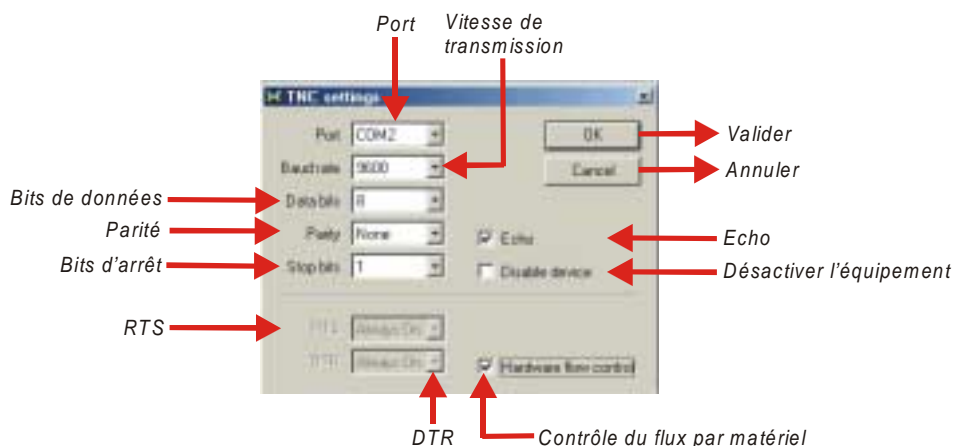 Port
Vitesse de
transmission
TNC settings
Port COM2
OK
Valider
Baudrate 9600
Cancel
Annuler
Bits de données
Data bits 8
Parité
Parity None
Echo
Echo
Bits d'arrêt
Stop bits 1
Disable device
Désactiver l'équipement
RTS
RTS Always On
DTR Always On
Hardware flow control
DTR
Contrôle du flux par matériel